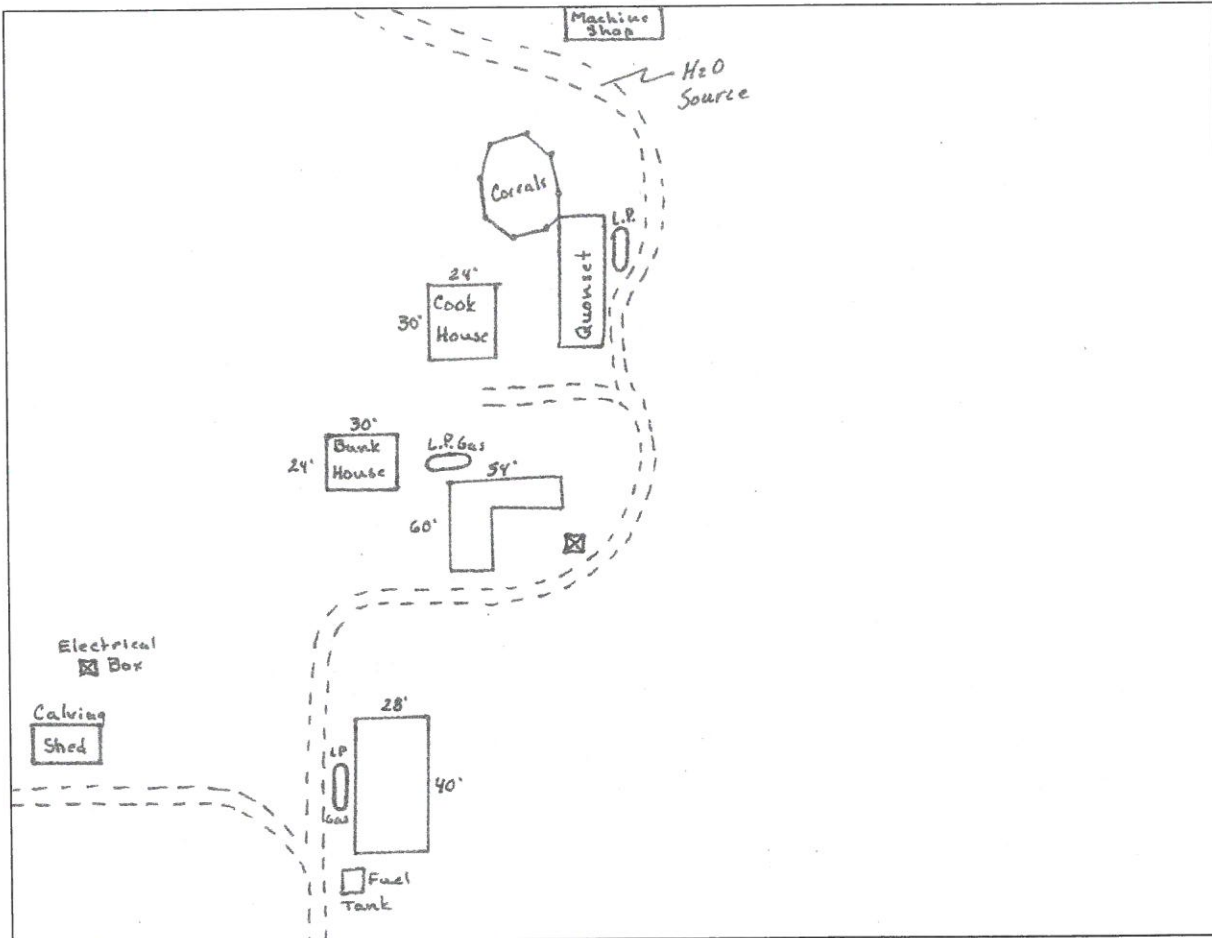 Machine
Shop
H2O
Source
Corrals
L.P.
Quonset
24'
Cook
House
30'
30'
Bunk
House
24'
L.P. Gas
54'
60'
Electrical
Box
Calving
Shed
28'
LP
Gas
40'
Fuel
Tank